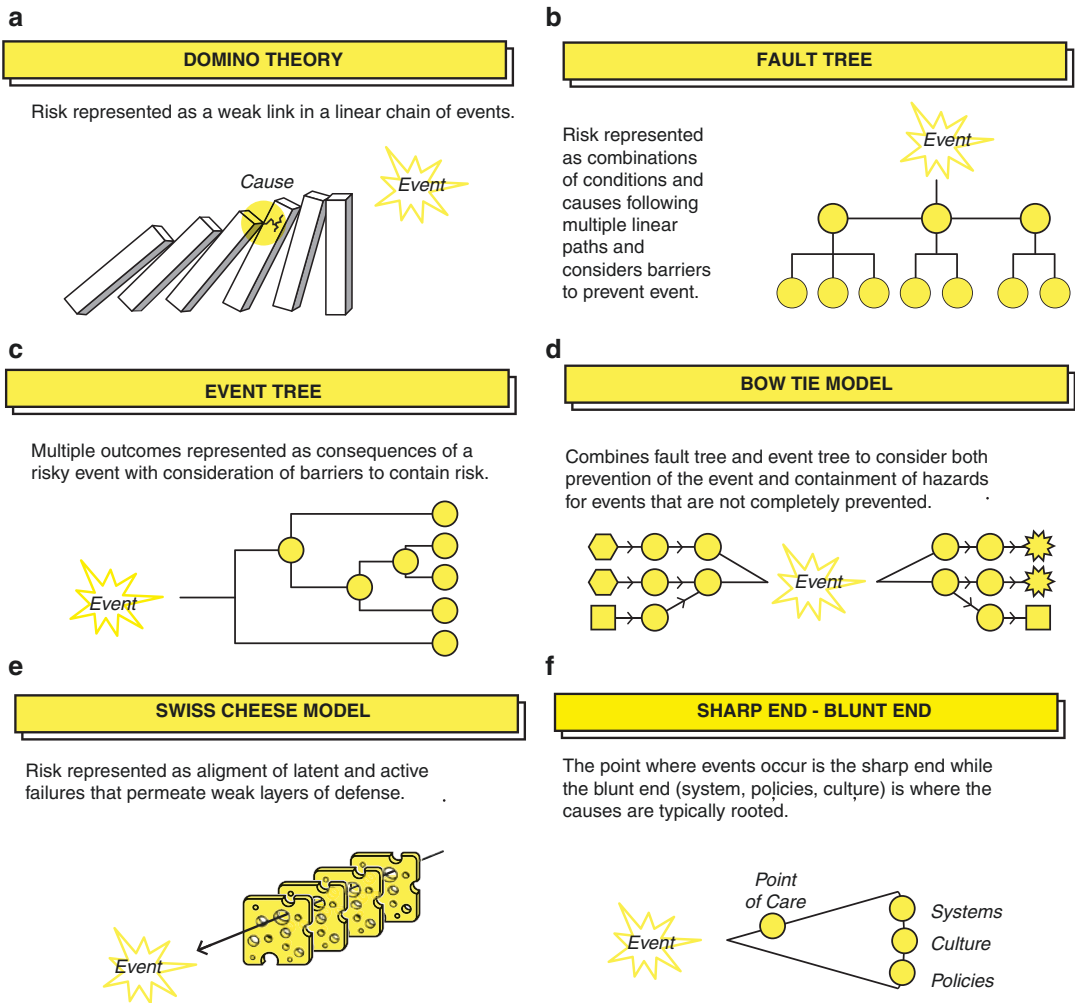 a
DOMINO THEORY
Risk represented as a weak link in a linear chain of events.
Cause
Event
b
FAULT TREE
Risk represented
as combinations
of conditions and
causes following
multiple linear
paths and
considers barriers
to prevent event.
Event
c
EVENT TREE
Multiple outcomes represented as consequences of a
risky event with consideration of barriers to contain risk.
Event
d
BOW TIE MODEL
Combines fault tree and event tree to consider both
prevention of the event and containment of hazards
for events that are not completely prevented.
Event
e
SWISS CHEESE MODEL
Risk represented as aligment of latent and active
failures that permeate weak layers of defense.
Event
f
SHARP END - BLUNT END
The point where events occur is the sharp end while
the blunt end (system, policies, culture) is where the
causes are typically rooted.
Point
of Care
Event
Systems
Culture
Policies